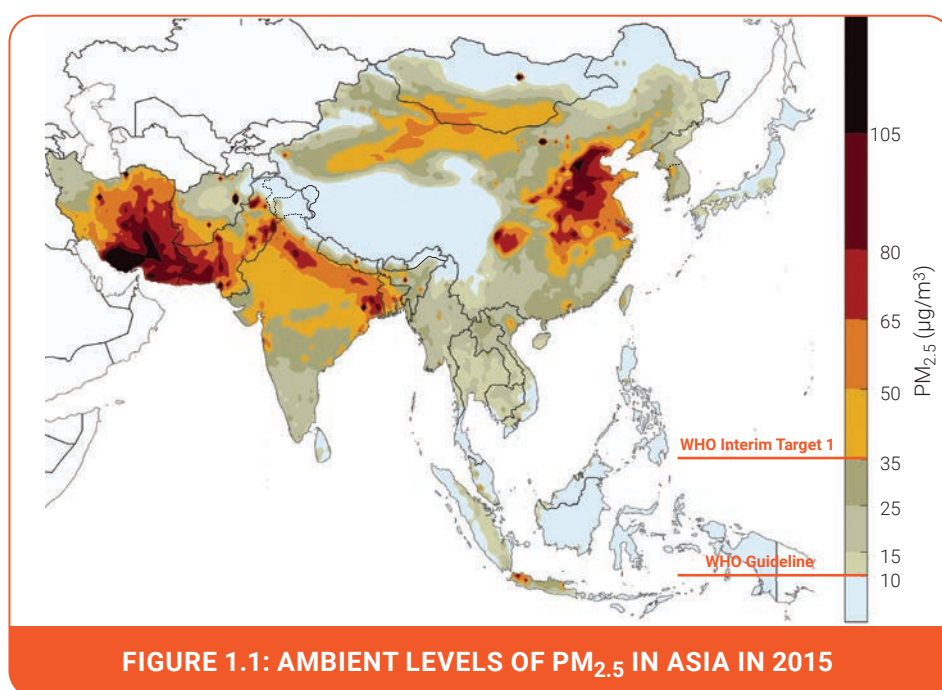 105
80
65
50
35
25
15
10
PM2.5 (μg/m³)
WHO Interim Target 1
WHO Guideline
FIGURE 1.1: AMBIENT LEVELS OF PM2.5 IN ASIA IN 2015